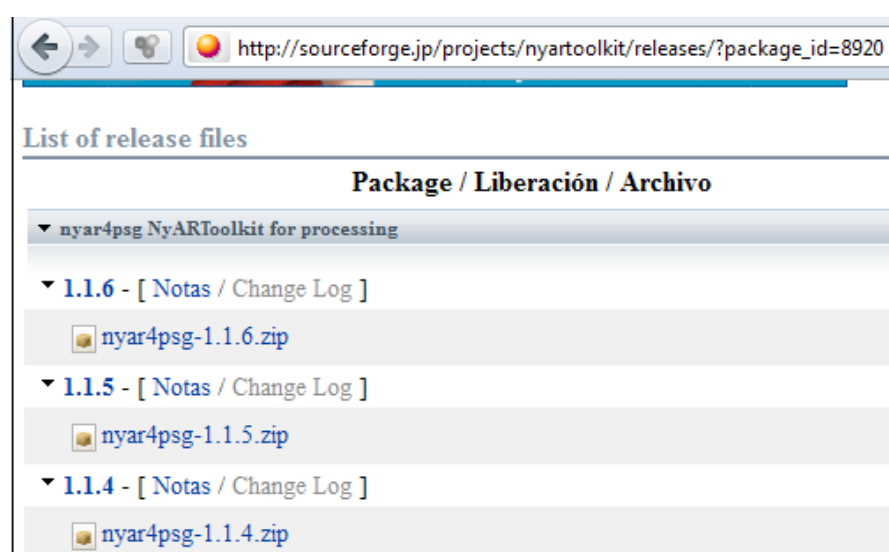 http://sourceforge.jp/projects/nyartoolkit/releases/?package_id=8920
List of release files
Package / Liberación / Archivo
nyar4psg NyARToolkit for processing
1.1.6 - [ Notas / Change Log ]
nyar4psg-1.1.6.zip
1.1.5 - [ Notas / Change Log ]
nyar4psg-1.1.5.zip
1.1.4 - [ Notas / Change Log ]
nyar4psg-1.1.4.zip